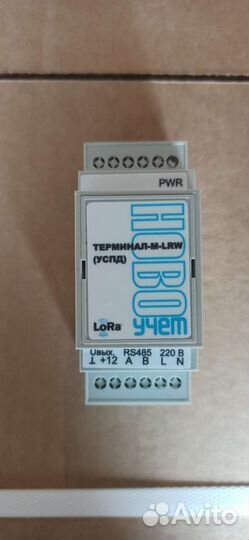 PWR
НОВО
учет
ТЕРМИНАЛ-М-LRW
(УСПД)
LoRa
Uвых. RS485 220 В
⊥ +12 A B L N
Avito